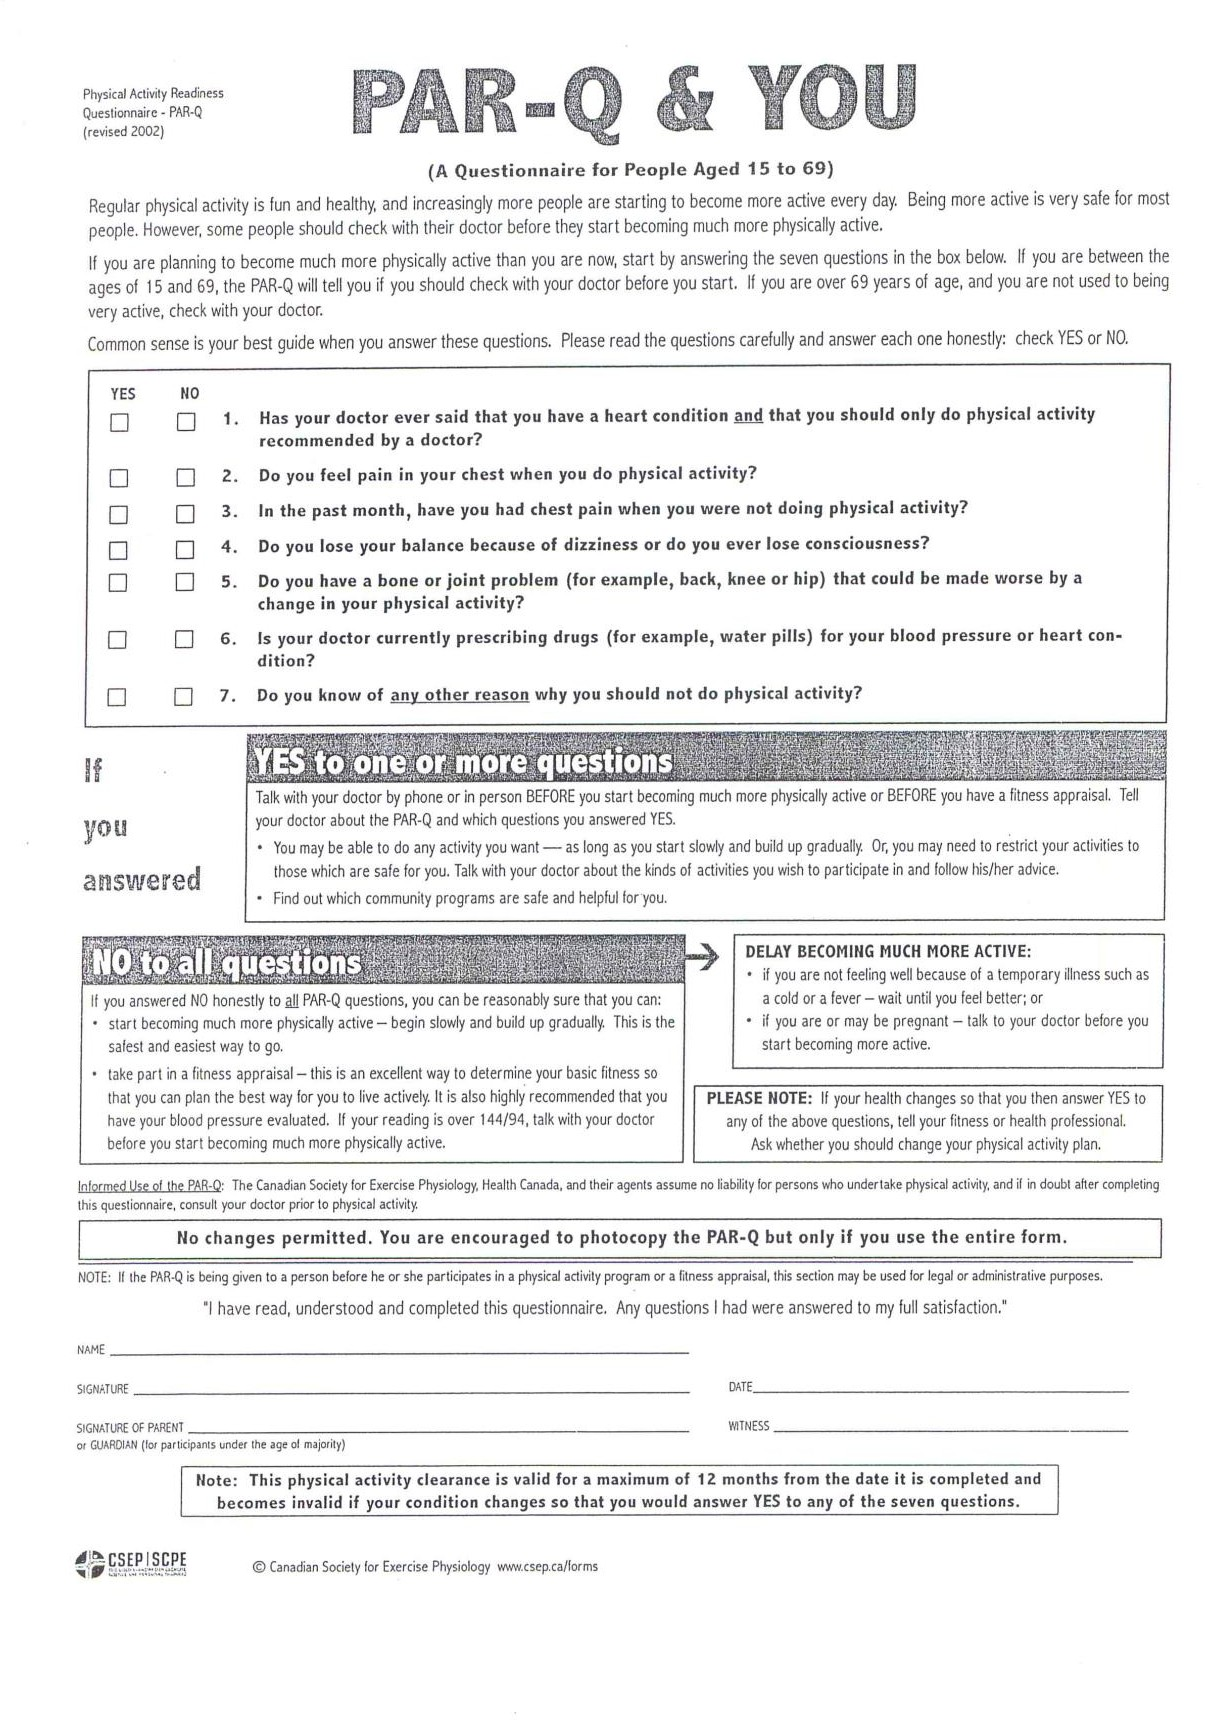 Physical Activity Readiness
Questionnaire - PAR-Q
(revised 2002)
PAR-Q & YOU
(A Questionnaire for People Aged 15 to 69)
Regular physical activity is fun and healthy, and increasingly more people are starting to become more active every day. Being more active is very safe for most
people. However, some people should check with their doctor before they start becoming much more physically active.
If you are planning to become much more physically active than you are now, start by answering the seven questions in the box below. If you are between the
ages of 15 and 69, the PAR-Q will tell you if you should check with your doctor before you start. If you are over 69 years of age, and you are not used to being
very active, check with your doctor.
Common sense is your best guide when you answer these questions. Please read the questions carefully and answer each one honestly: check YES or NO.
YES NO
1. Has your doctor ever said that you have a heart condition and that you should only do physical activity
recommended by a doctor?
2. Do you feel pain in your chest when you do physical activity?
3. In the past month, have you had chest pain when you were not doing physical activity?
4. Do you lose your balance because of dizziness or do you ever lose consciousness?
5. Do you have a bone or joint problem (for example, back, knee or hip) that could be made worse by a
change in your physical activity?
6. Is your doctor currently prescribing drugs (for example, water pills) for your blood pressure or heart con-
dition?
7. Do you know of any other reason why you should not do physical activity?
If
you
answered
YES to one or more questions
Talk with your doctor by phone or in person BEFORE you start becoming much more physically active or BEFORE you have a fitness appraisal. Tell
your doctor about the PAR-Q and which questions you answered YES.
• You may be able to do any activity you want — as long as you start slowly and build up gradually. Or, you may need to restrict your activities to
those which are safe for you. Talk with your doctor about the kinds of activities you wish to participate in and follow his/her advice.
• Find out which community programs are safe and helpful for you.
NO to all questions
If you answered NO honestly to all PAR-Q questions, you can be reasonably sure that you can:
• start becoming much more physically active – begin slowly and build up gradually. This is the
safest and easiest way to go.
• take part in a fitness appraisal – this is an excellent way to determine your basic fitness so
that you can plan the best way for you to live actively. It is also highly recommended that you
have your blood pressure evaluated. If your reading is over 144/94, talk with your doctor
before you start becoming much more physically active.
DELAY BECOMING MUCH MORE ACTIVE:
• if you are not feeling well because of a temporary illness such as
a cold or a fever – wait until you feel better; or
• if you are or may be pregnant – talk to your doctor before you
start becoming more active.
PLEASE NOTE: If your health changes so that you then answer YES to
any of the above questions, tell your fitness or health professional.
Ask whether you should change your physical activity plan.
Informed Use of the PAR-Q: The Canadian Society for Exercise Physiology, Health Canada, and their agents assume no liability for persons who undertake physical activity, and if in doubt after completing
this questionnaire, consult your doctor prior to physical activity.
No changes permitted. You are encouraged to photocopy the PAR-Q but only if you use the entire form.
NOTE: If the PAR-Q is being given to a person before he or she participates in a physical activity program or a fitness appraisal, this section may be used for legal or administrative purposes.
"I have read, understood and completed this questionnaire. Any questions I had were answered to my full satisfaction."
NAME
SIGNATURE DATE
SIGNATURE OF PARENT WITNESS
or GUARDIAN (for participants under the age of majority)
Note: This physical activity clearance is valid for a maximum of 12 months from the date it is completed and
becomes invalid if your condition changes so that you would answer YES to any of the seven questions.
CSEP|SCPE
© Canadian Society for Exercise Physiology www.csep.ca/forms